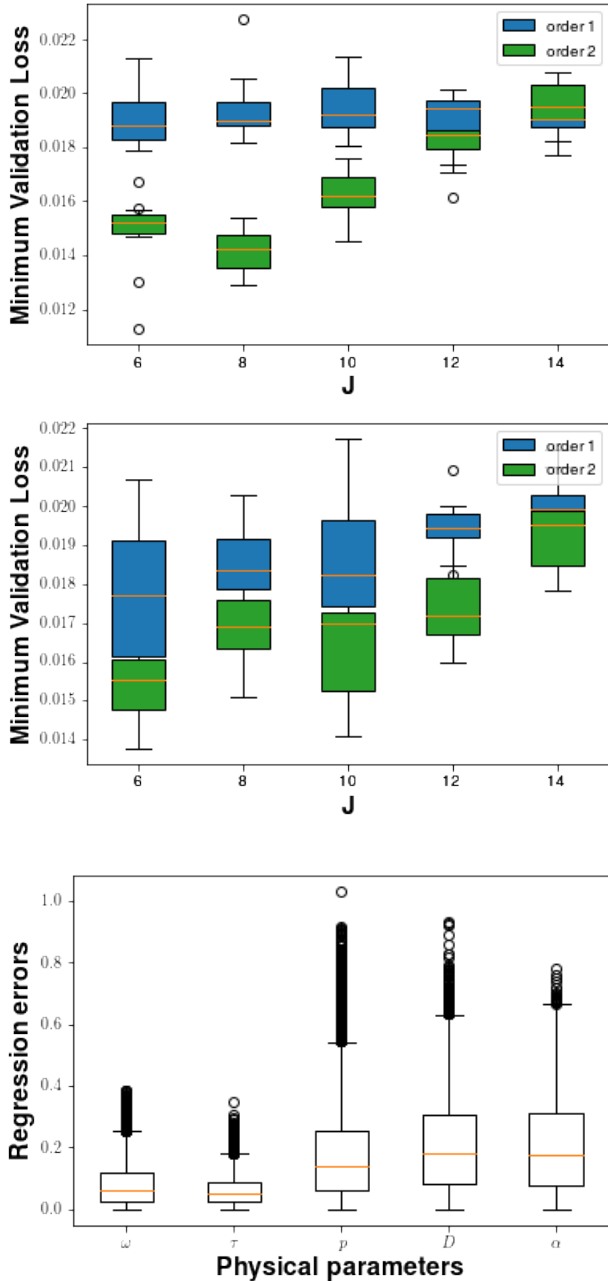 0.022
0.020
0.018
0.016
0.014
0.012
Minimum Validation Loss
order 1
order 2
6 8 10 12 14
J
0.022
0.021
0.020
0.019
0.018
0.017
0.016
0.015
0.014
Minimum Validation Loss
order 1
order 2
6 8 10 12 14
J
1.0
0.8
0.6
0.4
0.2
0.0
Regression errors
ω τ p D α
Physical parameters